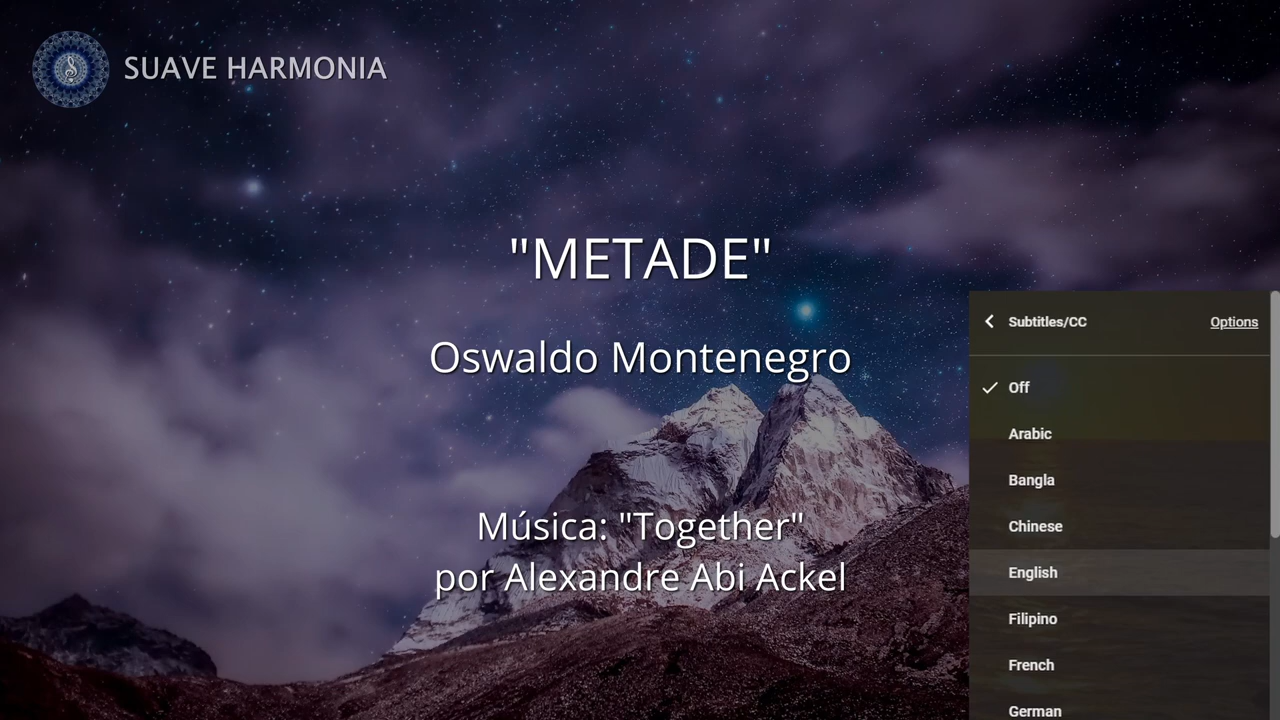 SUAVE HARMONIA
"METADE"
Oswaldo Montenegro
Música: "Together"
por Alexandre Abi Ackel
Subtitles/CC
Options
Off
Arabic
Bangla
Chinese
English
Filipino
French
German